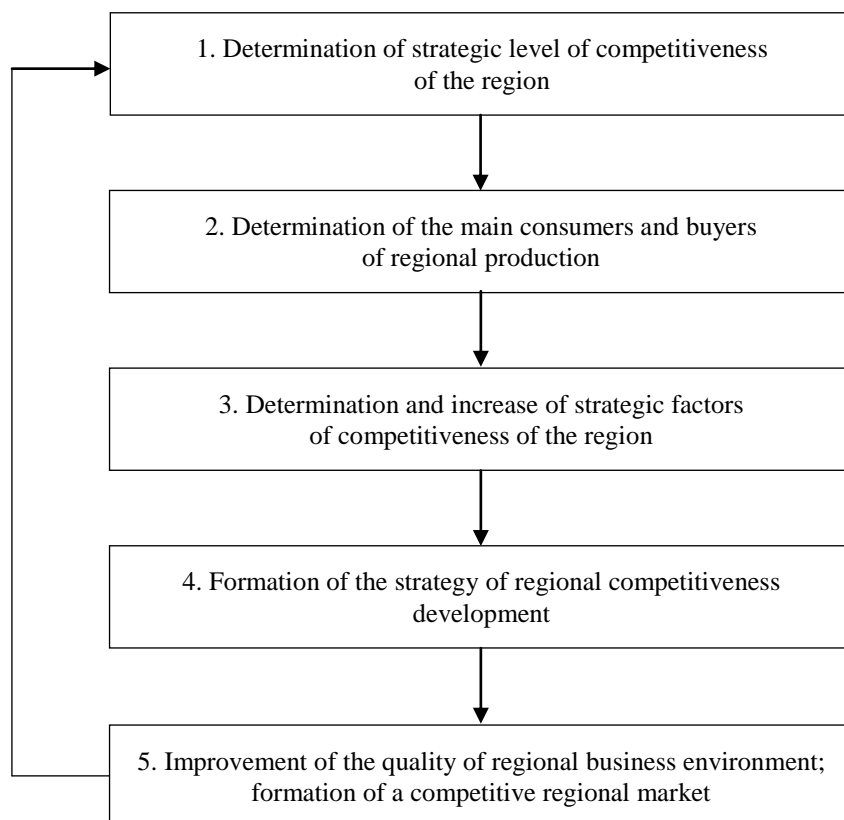 1. Determination of strategic level of competitiveness
of the region
2. Determination of the main consumers and buyers
of regional production
3. Determination and increase of strategic factors
of competitiveness of the region
4. Formation of the strategy of regional competitiveness
development
5. Improvement of the quality of regional business environment;
formation of a competitive regional market